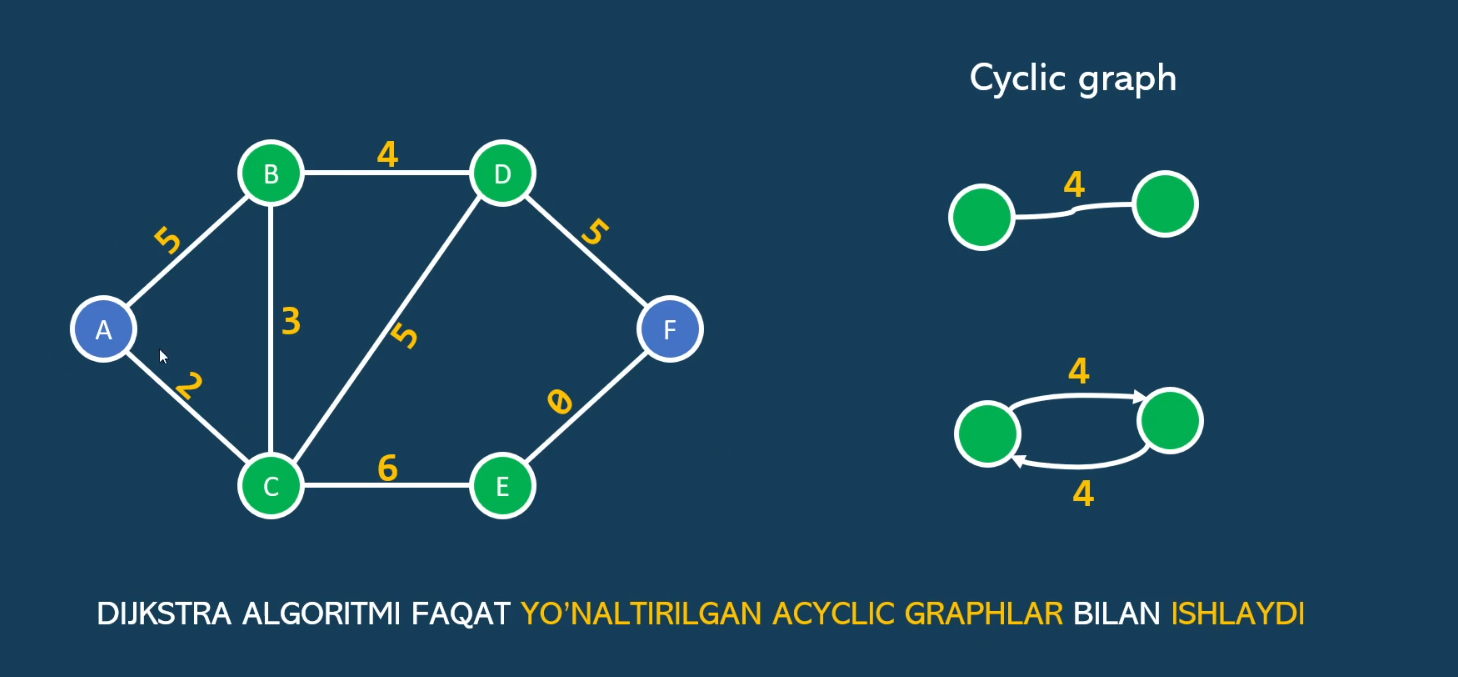 Cyclic graph
B
4
D
4
5
5
A
3
5
F
2
4
0
6
C
E
4
DIJKSTRA ALGORITMI FAQAT YO’NALTIRILGAN ACYCLIC GRAPHLAR BILAN ISHLAYDI